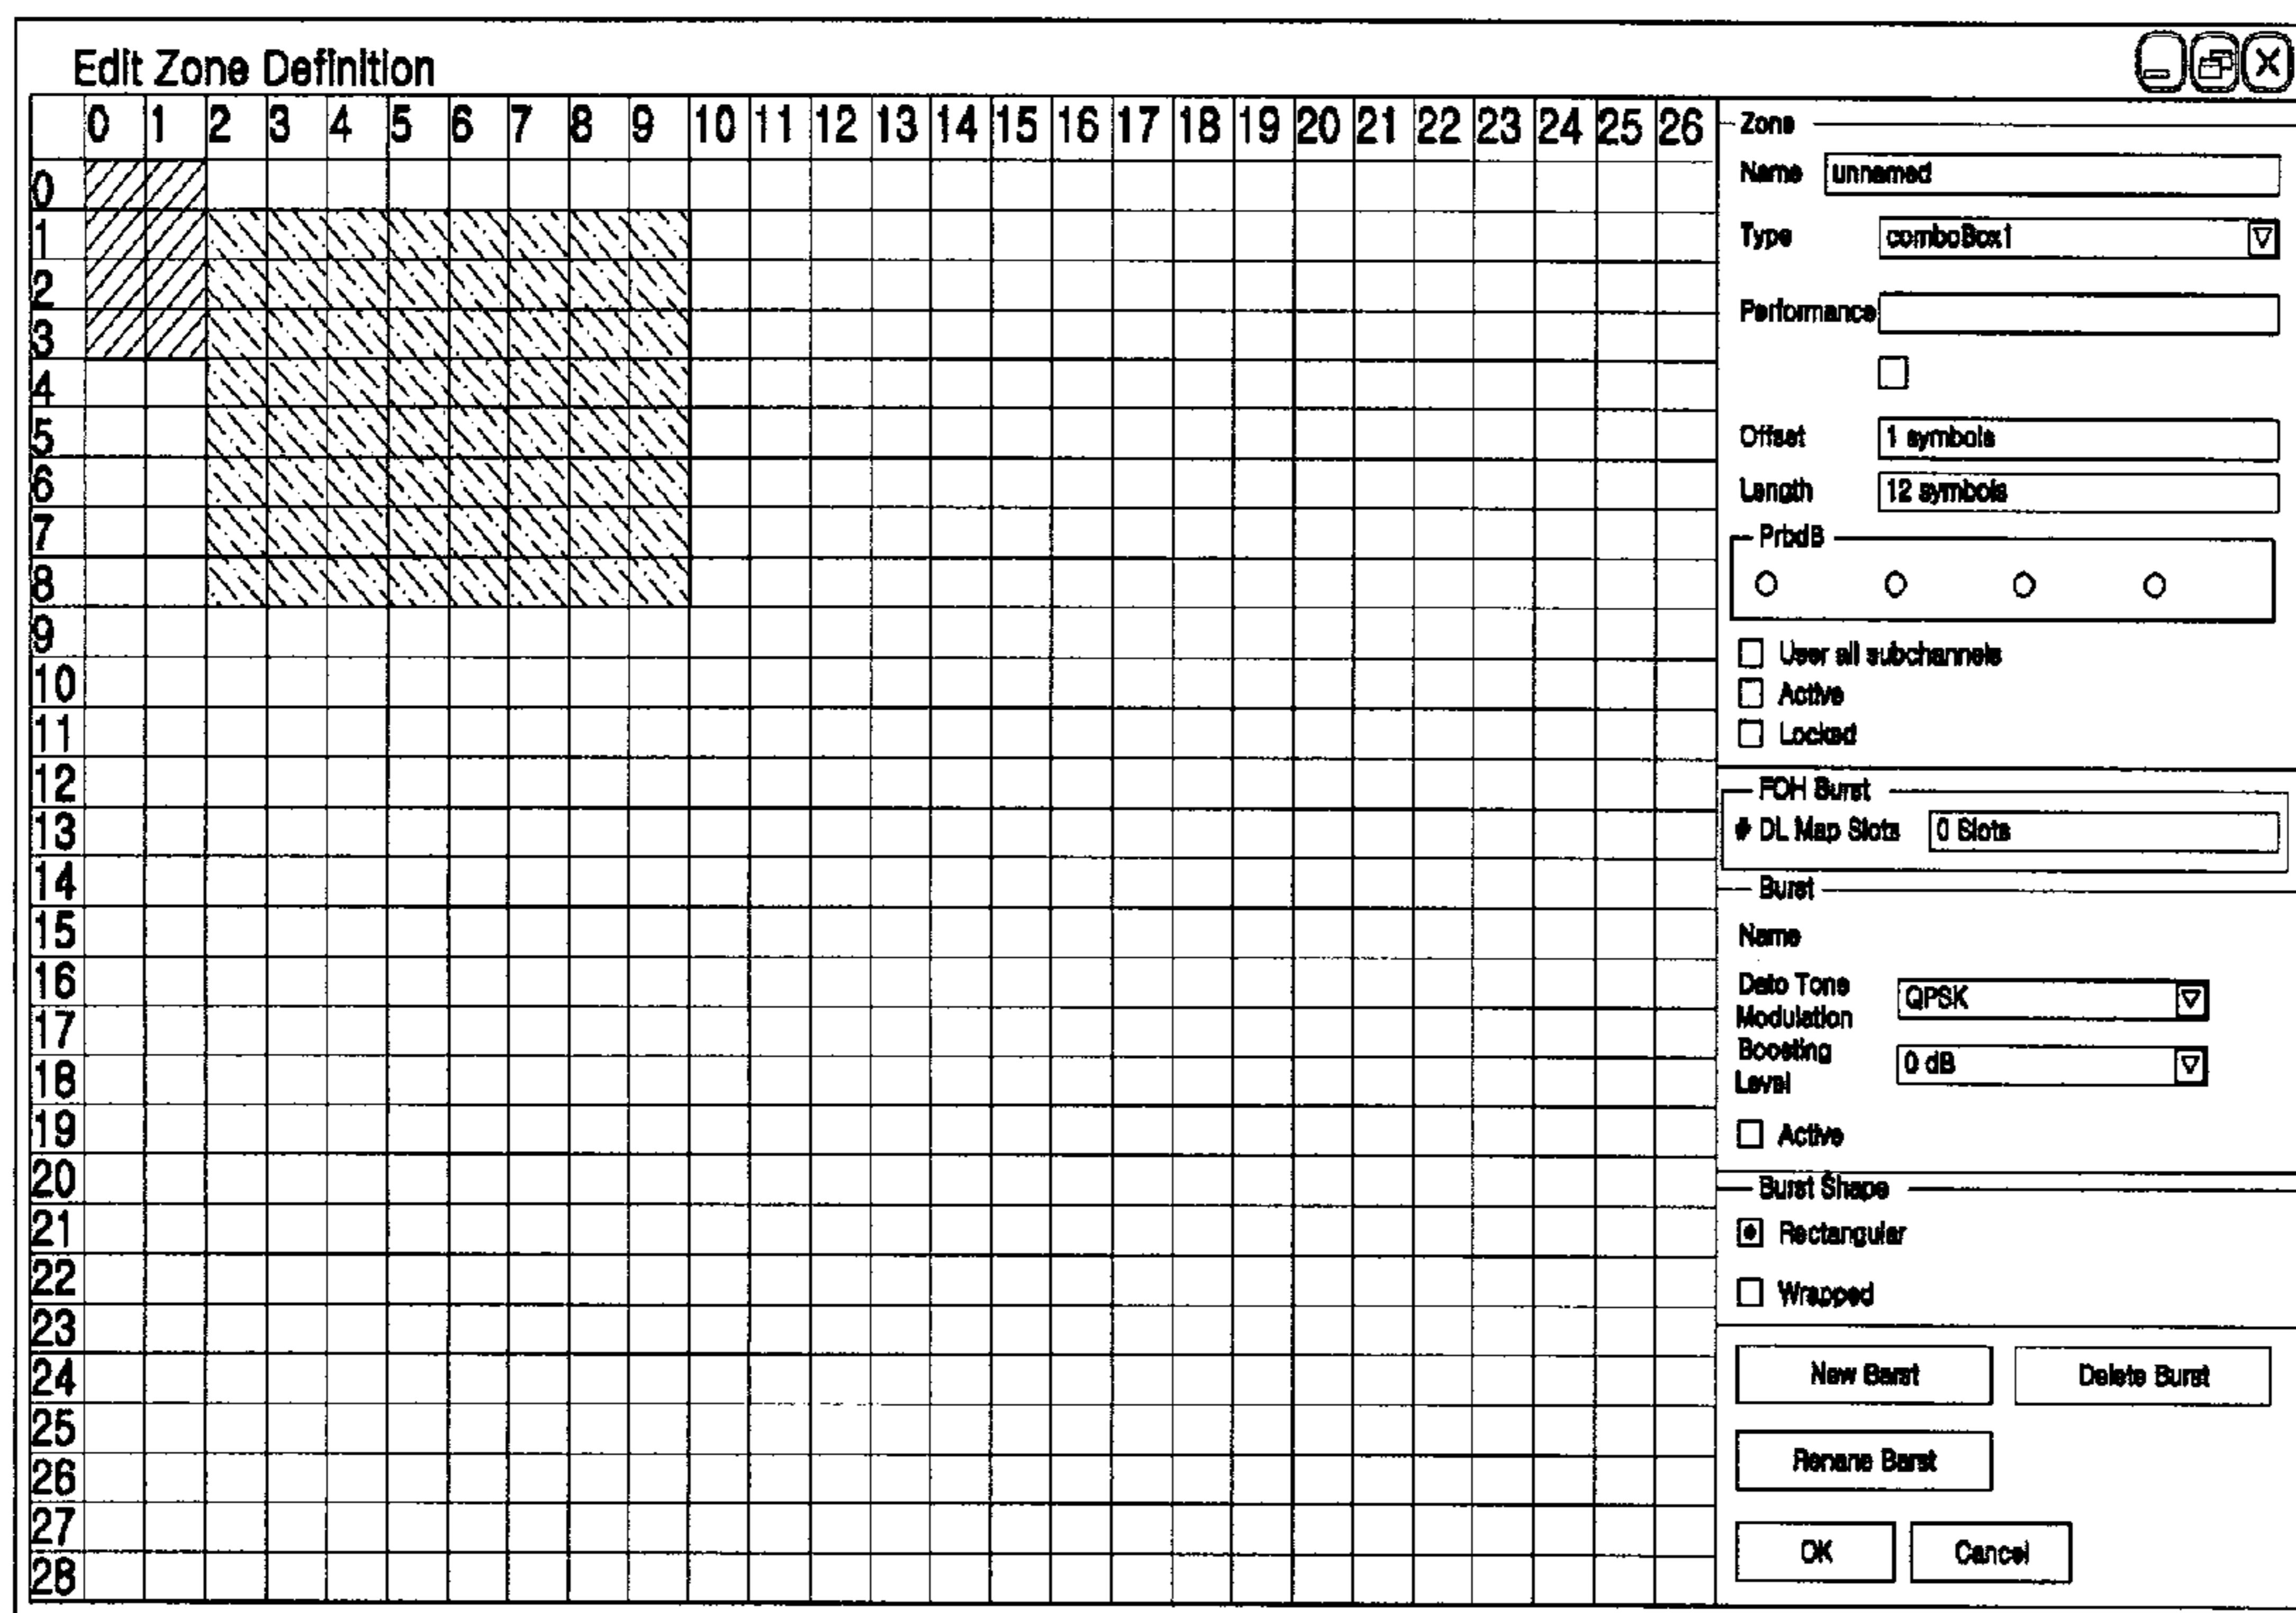 Edit Zone Definition
0 1 2 3 4 5 6 7 8 9 10 11 12 13 14 15 16 17 18 19 20 21 22 23 24 25 26
0
1
2
3
4
5
6
7
8
9
10
11
12
13
14
15
16
17
18
19
20
21
22
23
24
25
26
27
28
Zone
Name unnamed
Type comboBox1
Performance
Offset 1 symbols
Length 12 symbols
PrbdB
User all subchannels
Active
Locked
FOH Burst
# DL Map Slots 0 Slots
Burst
Name
Dato Tone
Modulation QPSK
Boosting
Level 0 dB
Active
Burst Shape
Rectangular
Wrapped
New Barst Delete Burst
Renane Barst
OK Cancel